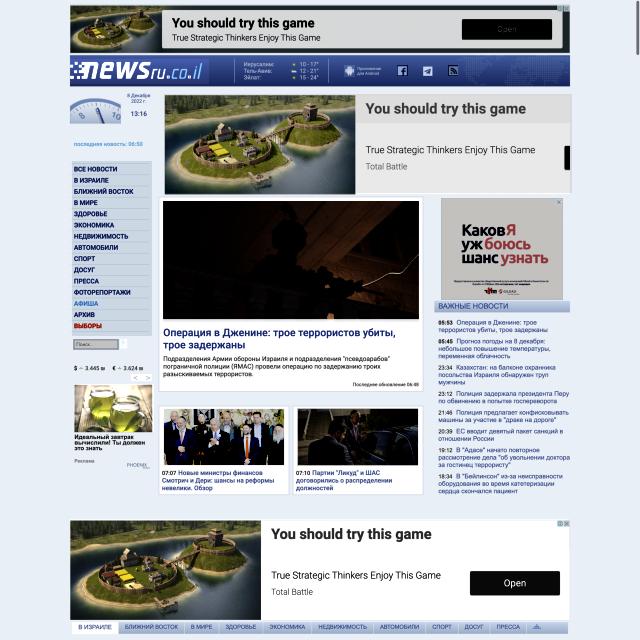 You should try this game
True Strategic Thinkers Enjoy This Game
Open
NEWSru.co.il
Иерусалим: 10 - 17°
Тель-Авив: 12 - 21°
Эйлат: 15 - 24°
Приложение
для Android
8 Декабря
2022 г.
13:16
последняя новость: 06:50
You should try this game
True Strategic Thinkers Enjoy This Game
Total Battle
ВСЕ НОВОСТИ
В ИЗРАИЛЕ
БЛИЖНИЙ ВОСТОК
В МИРЕ
ЗДОРОВЬЕ
ЭКОНОМИКА
НЕДВИЖИМОСТЬ
АВТОМОБИЛИ
СПОРТ
ДОСУГ
ПРЕССА
ФОТОРЕПОРТАЖИ
АФИША
АРХИВ
ВЫБОРЫ
Поиск..
$ – 3.445 ₪ € – 3.624 ₪
Идеальный завтрак
вычислили! Ты должен
это знать
Реклама
PHOENIX
Операция в Дженине: трое террористов убиты,
трое задержаны
Подразделения Армии обороны Израиля и подразделения "псевдоарабов"
пограничной полиции (ЯМАС) провели операцию по задержанию троих
разыскиваемых террористов.
Последнее обновление 06:48
07:07 Новые министры финансов
Смотрич и Дери: шансы на реформы
невелики. Обзор
07:10 Партии "Ликуд" и ШАС
договорились о распределении
должностей
КаковЯ
уж боюсь
шанс узнать
ВАЖНЫЕ НОВОСТИ
05:53 Операция в Дженине: трое
террористов убиты, трое задержаны
05:45 Прогноз погоды на 8 декабря:
небольшое повышение температуры,
переменная облачность
23:34 Казахстан: на балконе охранника
посольства Израиля обнаружен труп
мужчины
23:12 Полиция задержала президента Перу
по обвинению в попытке госпереворота
21:46 Полиция предлагает конфисковывать
машины за участие в "драке на дороге"
20:39 ЕС вводит девятый пакет санкций в
отношении России
19:12 В "Адасе" начато повторное
рассмотрение дела "об увольнении доктора
за гостинец террористу"
18:34 В "Бейлинсон" из-за неисправности
оборудования во время катетеризации
сердца скончался пациент
You should try this game
True Strategic Thinkers Enjoy This Game
Total Battle
Open
В ИЗРАИЛЕ БЛИЖНИЙ ВОСТОК В МИРЕ ЗДОРОВЬЕ ЭКОНОМИКА НЕДВИЖИМОСТЬ АВТОМОБИЛИ СПОРТ ДОСУГ ПРЕССА